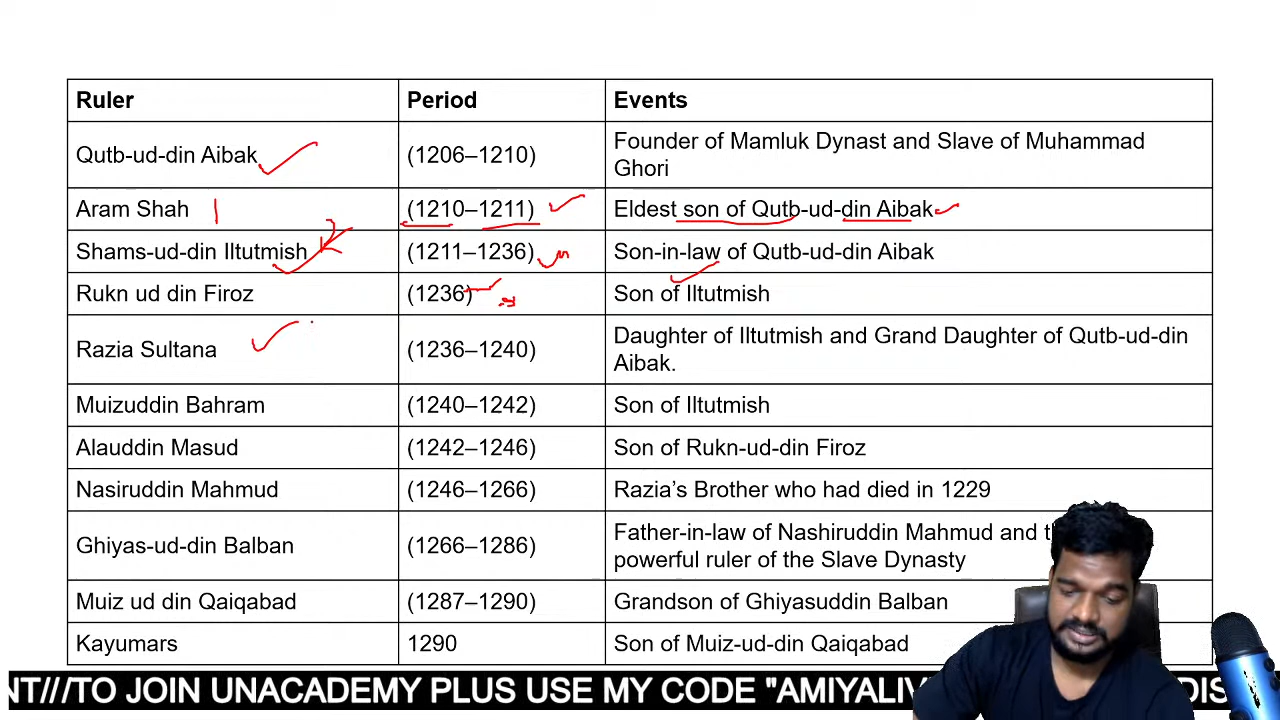 Ruler Period Events
Qutb-ud-din Aibak (1206–1210) Founder of Mamluk Dynast and Slave of Muhammad
Ghori
Aram Shah (1210–1211) Eldest son of Qutb-ud-din Aibak
Shams-ud-din Iltutmish (1211–1236) Son-in-law of Qutb-ud-din Aibak
Rukn ud din Firoz (1236) Son of Iltutmish
Razia Sultana (1236–1240) Daughter of Iltutmish and Grand Daughter of Qutb-ud-din
Aibak.
Muizuddin Bahram (1240–1242) Son of Iltutmish
Alauddin Masud (1242–1246) Son of Rukn-ud-din Firoz
Nasiruddin Mahmud (1246–1266) Razia’s Brother who had died in 1229
Ghiyas-ud-din Balban (1266–1286) Father-in-law of Nashiruddin Mahmud and
powerful ruler of the Slave Dynasty
Muiz ud din Qaiqabad (1287–1290) Grandson of Ghiyasuddin Balban
Kayumars 1290 Son of Muiz-ud-din Qaiqabad
NT///TO JOIN UNACADEMY PLUS USE MY CODE "AMIYALIV DIS